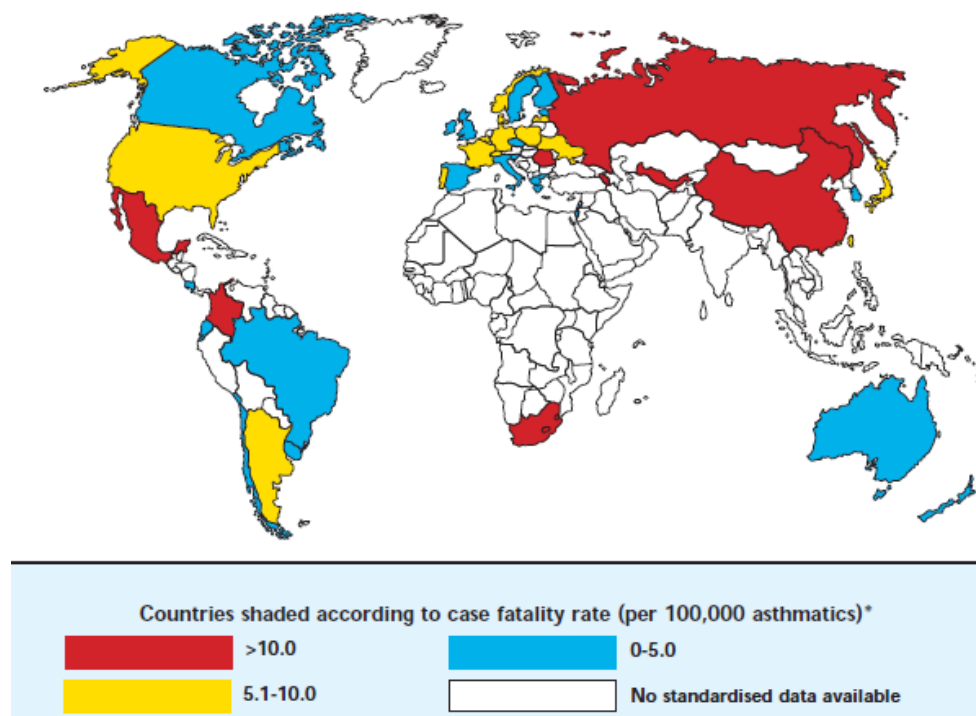 Countries shaded according to case fatality rate (per 100,000 asthmatics)*
>10.0
0-5.0
5.1-10.0
No standardised data available